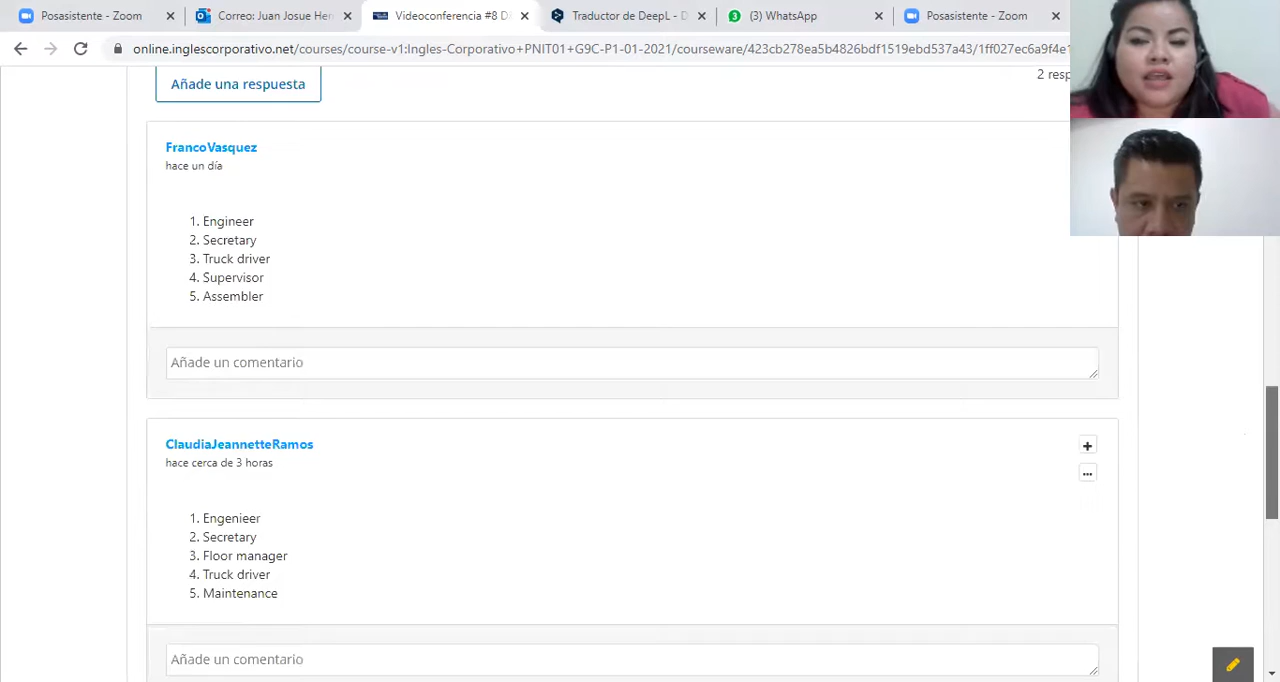 Posasistente - Zoom
Correo: Juan Josue Her
Videoconferencia #8 D
Traductor de DeepL - D
(3) WhatsApp
Posasistente - Zoom
online.inglescorporativo.net/courses/course-v1:Ingles-Corporativo+PNIT01+G9C-P1-01-2021/courseware/423cb278ea5b4826bdf1519ebd537a43/1ff027ec6a9f4e1
Añade una respuesta
2 resp
FrancoVasquez
hace un día
1. Engineer
2. Secretary
3. Truck driver
4. Supervisor
5. Assembler
Añade un comentario
ClaudiaJeannetteRamos
hace cerca de 3 horas
1. Engenieer
2. Secretary
3. Floor manager
4. Truck driver
5. Maintenance
Añade un comentario